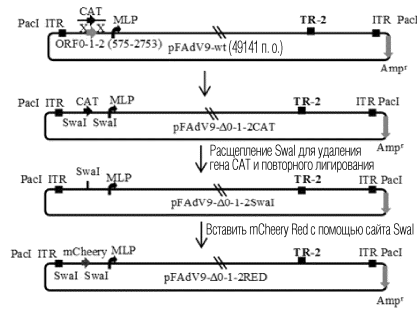 CAT
PacI ITR MLP TR-2 ITR PacI
ORF0-1-2 (575-2753) pFAdV9-wt (49141 п. о.)
Ampʳ
PacI ITR CAT MLP TR-2 ITR PacI
SwaI SwaI pFAdV9-Δ0-1-2CAT
Ampʳ
Расщепление SwaI для удаления
гена CAT и повторного лигирования
SwaI
PacI ITR MLP TR-2 ITR PacI
pFAdV9-Δ0-1-2SwaI
Ampʳ
Вставить mCheery Red с помощью сайта SwaI
PacI ITR mCheery MLP TR-2 ITR PacI
SwaI SwaI pFAdV9-Δ0-1-2RED
Ampʳ